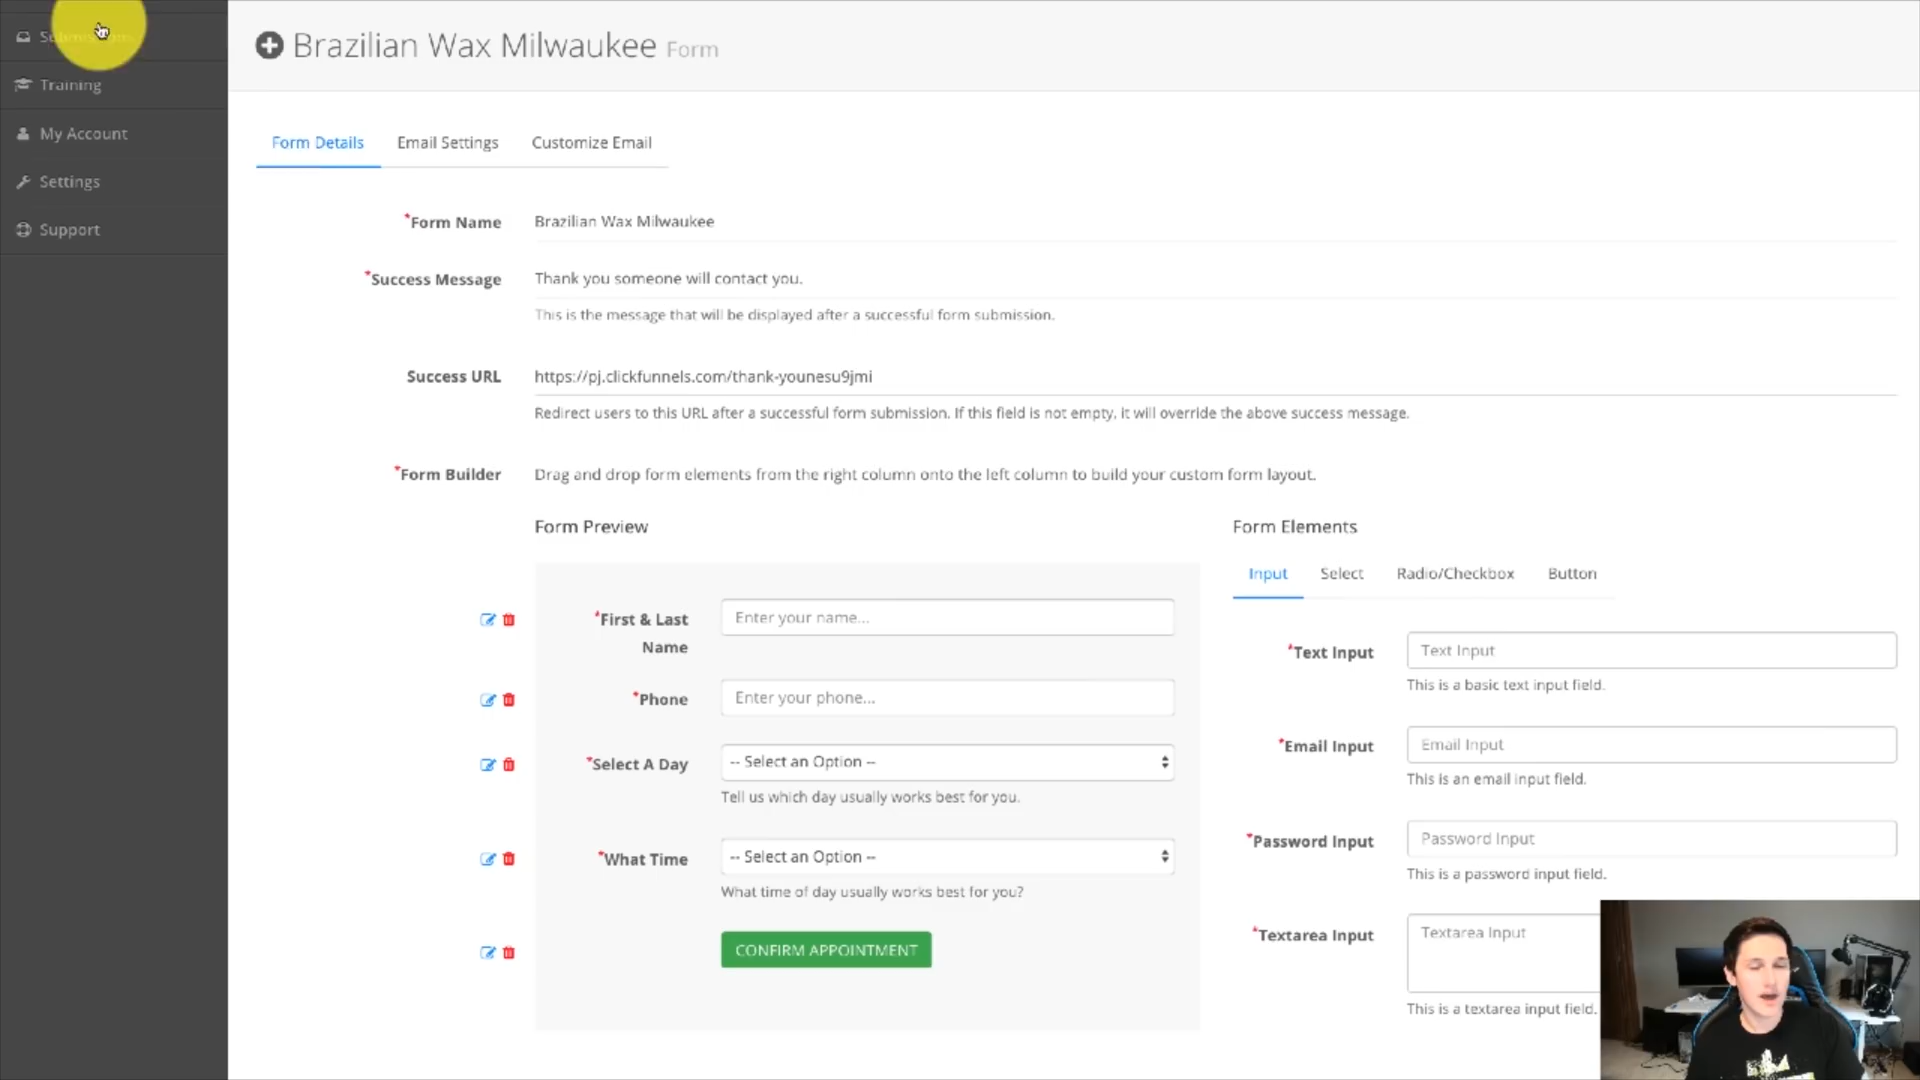 Training
My Account
Settings
Support
Brazilian Wax Milwaukee Form
Form Details
Email Settings
Customize Email
*Form Name
Brazilian Wax Milwaukee
*Success Message
Thank you someone will contact you.
This is the message that will be displayed after a successful form submission.
Success URL
https://pj.clickfunnels.com/thank-younesu9jmi
Redirect users to this URL after a successful form submission. If this field is not empty, it will override the above success message.
*Form Builder
Drag and drop form elements from the right column onto the left column to build your custom form layout.
Form Preview
*First & Last
Name
Enter your name...
*Phone
Enter your phone...
*Select A Day
-- Select an Option --
Tell us which day usually works best for you.
*What Time
-- Select an Option --
What time of day usually works best for you?
CONFIRM APPOINTMENT
Form Elements
Input
Select
Radio/Checkbox
Button
*Text Input
Text Input
This is a basic text input field.
*Email Input
Email Input
This is an email input field.
*Password Input
Password Input
This is a password input field.
*Textarea Input
Textarea Input
This is a textarea input field.